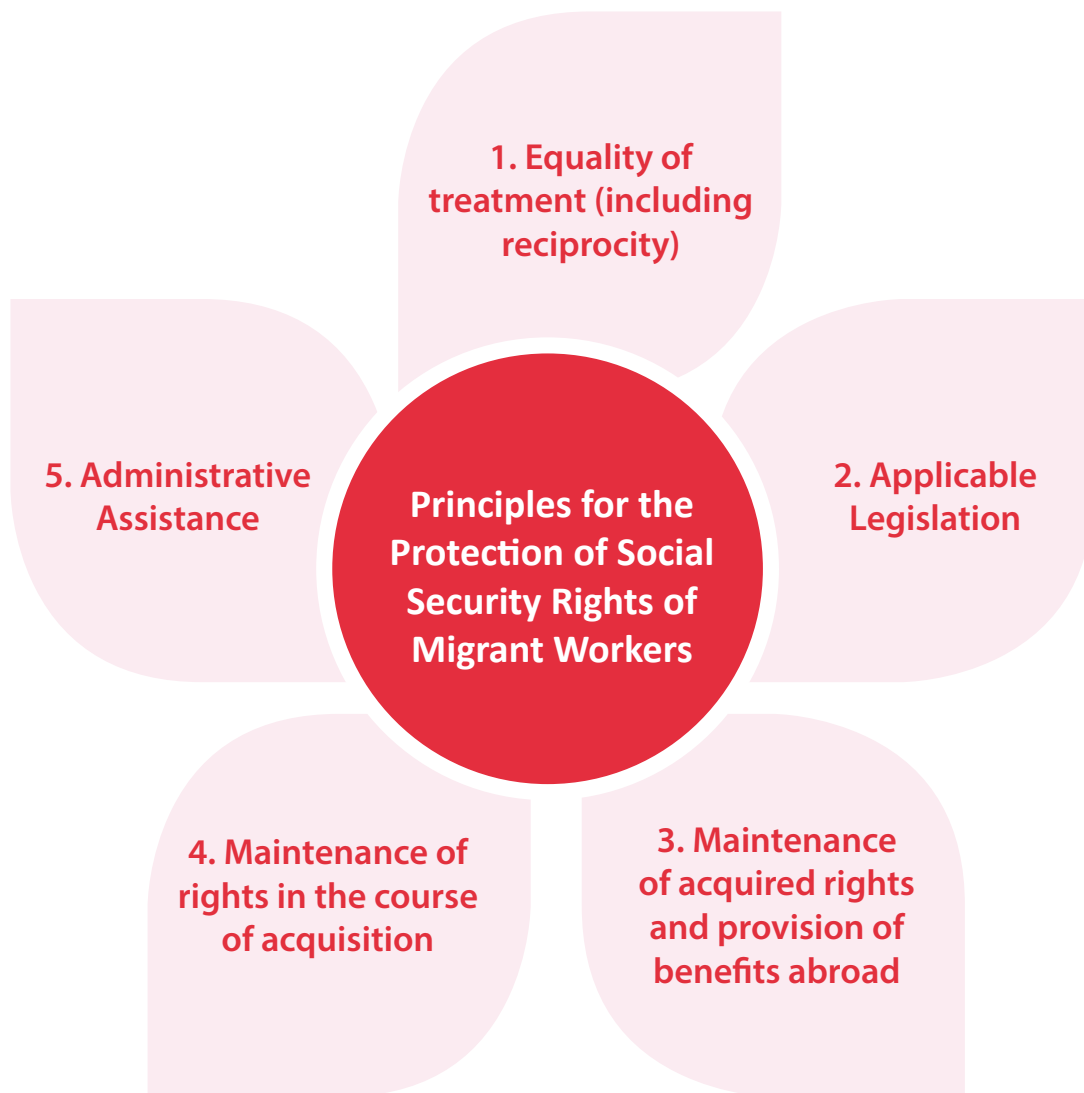 1. Equality of
treatment (including
reciprocity)
2. Applicable
Legislation
3. Maintenance
of acquired rights
and provision of
benefits abroad
4. Maintenance of
rights in the course
of acquisition
5. Administrative
Assistance
Principles for the
Protection of Social
Security Rights of
Migrant Workers